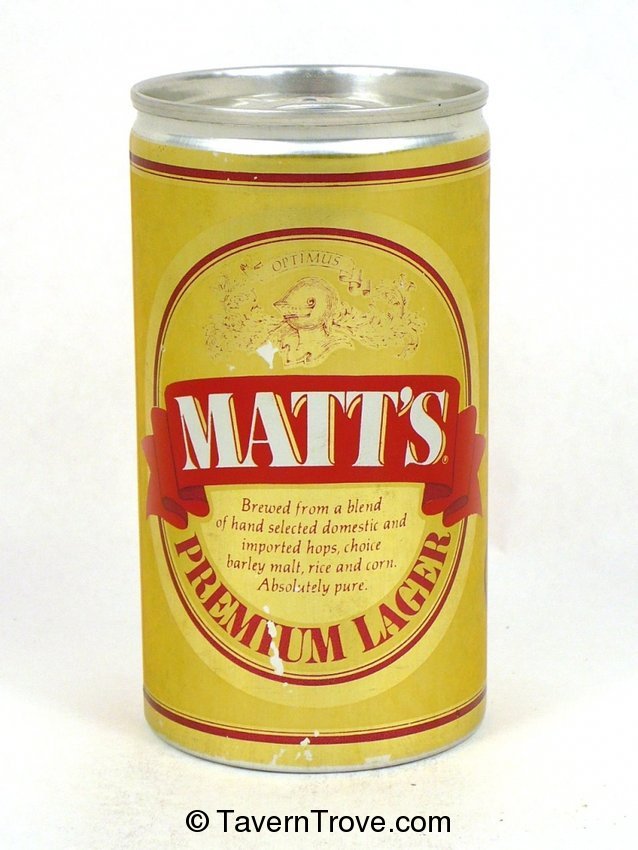 OPTIMUS
MATT'S®
Brewed from a blend
of hand selected domestic and
imported hops, choice
barley malt, rice and corn.
Absolutely pure.
PREMIUM LAGER
© TavernTrove.com